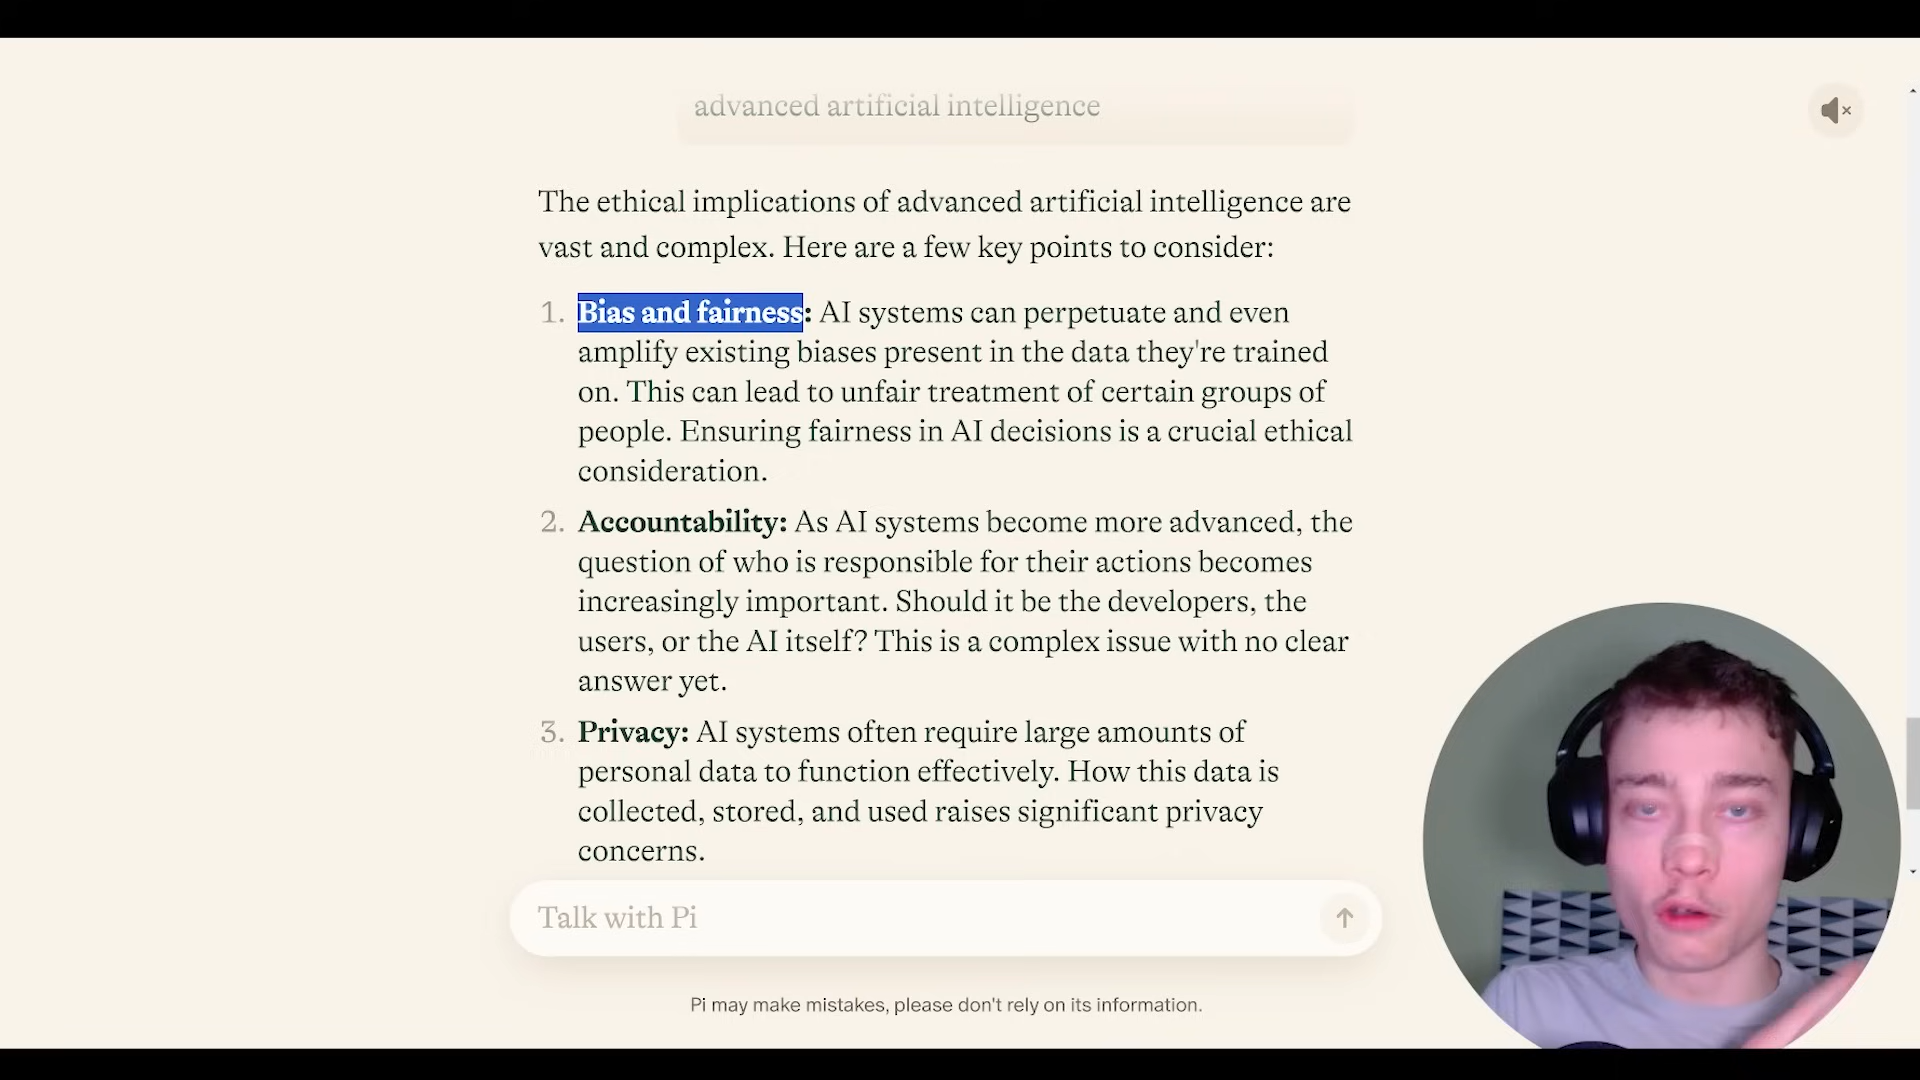 advanced artificial intelligence
The ethical implications of advanced artificial intelligence are
vast and complex. Here are a few key points to consider:
1. Bias and fairness: AI systems can perpetuate and even
amplify existing biases present in the data they're trained
on. This can lead to unfair treatment of certain groups of
people. Ensuring fairness in AI decisions is a crucial ethical
consideration.
2. Accountability: As AI systems become more advanced, the
question of who is responsible for their actions becomes
increasingly important. Should it be the developers, the
users, or the AI itself? This is a complex issue with no clear
answer yet.
3. Privacy: AI systems often require large amounts of
personal data to function effectively. How this data is
collected, stored, and used raises significant privacy
concerns.
Talk with Pi
Pi may make mistakes, please don't rely on its information.